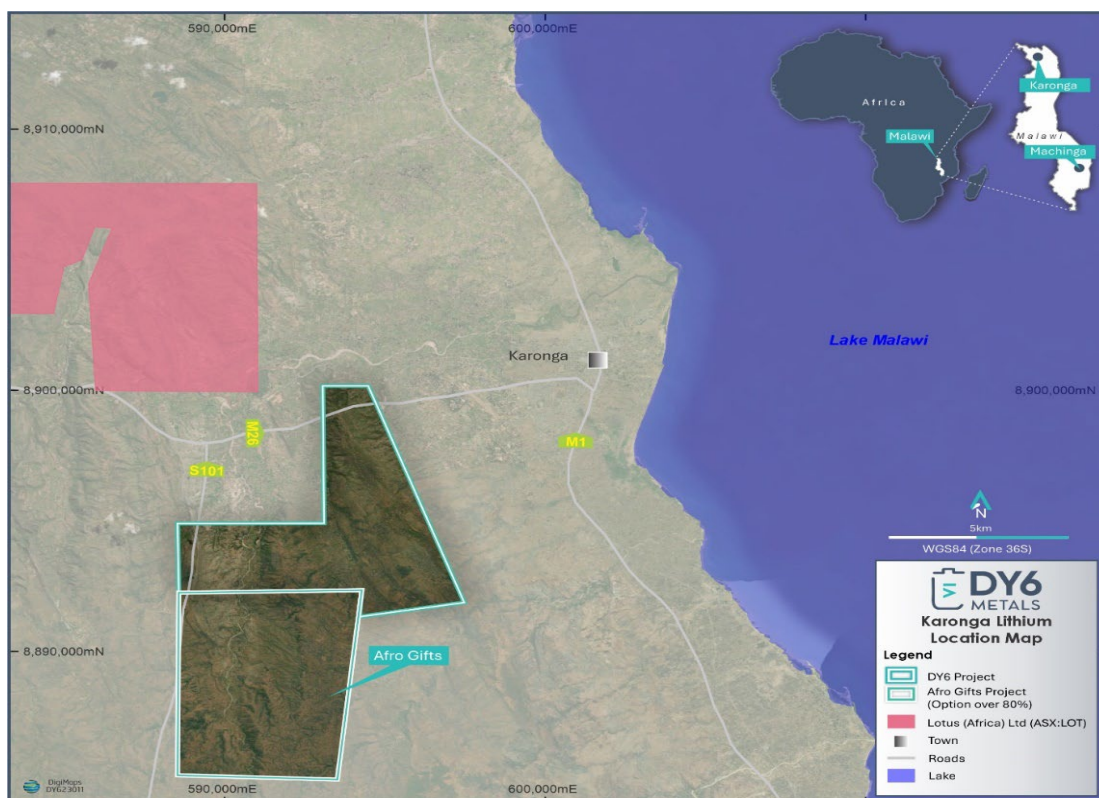 590,000mE
600,000mE
8,910,000mN
Africa
Malawi
Karonga
Malawi
Machinga
Lake Malawi
Karonga
8,900,000mN
8,900,000mN
M26
M1
S101
N
5km
WGS84 (Zone 36S)
Afro Gifts
8,890,000mN
DY6
METALS
Karonga Lithium
Location Map
Legend
DY6 Project
Afro Gifts Project
(Option over 80%)
Lotus (Africa) Ltd (ASX:LOT)
Town
Roads
Lake
DigiMaps
DY623011
590,000mE
600,000mE